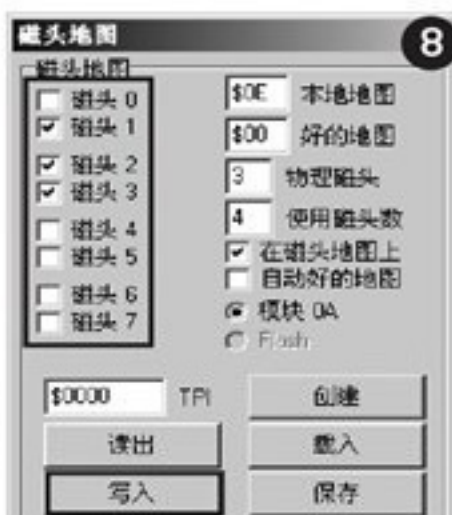 磁头地图
8
磁头地图
磁头 0
磁头 1
磁头 2
磁头 3
磁头 4
磁头 5
磁头 6
磁头 7
$0E 本地地图
$00 好的地图
3 物理磁头
4 使用磁头数
在磁头地图上
自动好的地图
模块 0A
Flash
$0000 TPI
创建
读出
载入
写入
保存